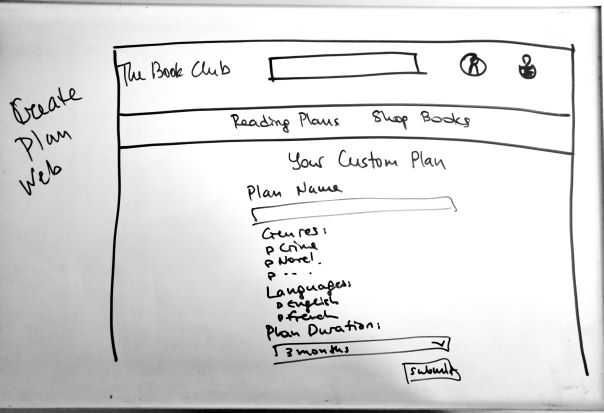 Create
Plan
Web
The Book Club
Reading Plans Shop Books
Your Custom Plan
Plan Name
Genres:
Crime
Novel.
...
Languages:
English
French
Plan Duration:
3 months
submit